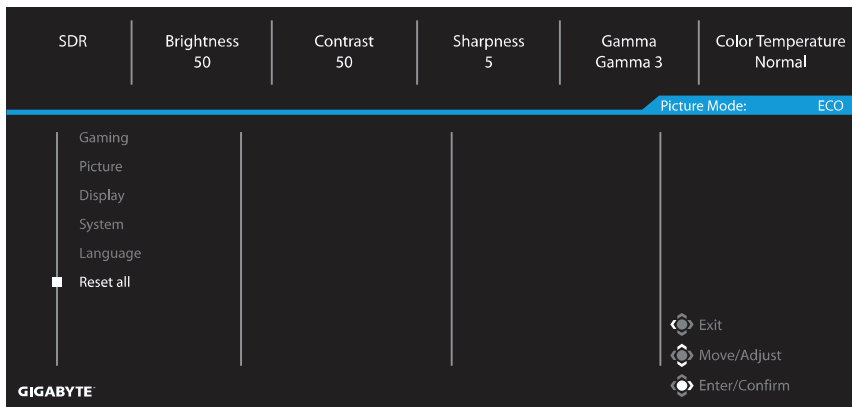 SDR Brightness Contrast Sharpness Gamma Color Temperature
50 50 5 Gamma 3 Normal
Picture Mode: ECO
Gaming
Picture
Display
System
Language
Reset all
Exit
Move/Adjust
GIGABYTE Enter/Confirm